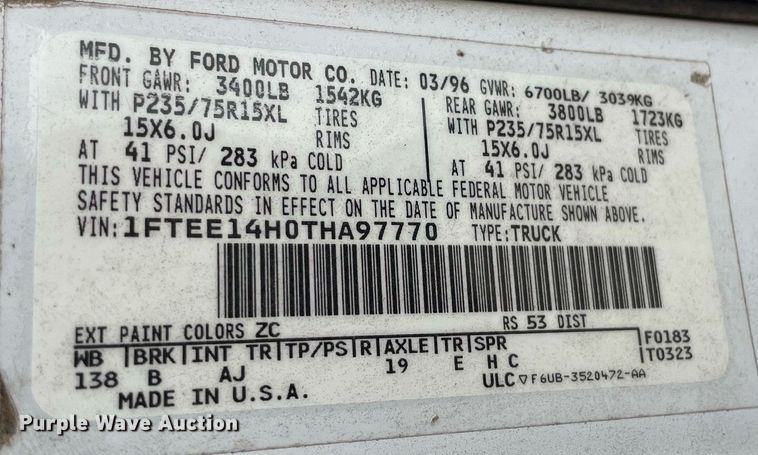 MFD. BY FORD MOTOR CO. DATE: 03/96 GVWR: 6700LB/ 3039KG
FRONT GAWR: 3400LB 1542KG REAR GAWR: 3800LB 1723KG
WITH P235/75R15XL TIRES WITH P235/75R15XL TIRES
15X6.0J RIMS 15X6.0J RIMS
AT 41 PSI/ 283 kPa COLD AT 41 PSI/ 283 kPa COLD
THIS VEHICLE CONFORMS TO ALL APPLICABLE FEDERAL MOTOR VEHICLE
SAFETY STANDARDS IN EFFECT ON THE DATE OF MANUFACTURE SHOWN ABOVE.
VIN: 1FTEE14H0THA97770 TYPE: TRUCK
EXT PAINT COLORS ZC RS 53 DIST
WB |BRK|INT TR|TP/PS|R|AXLE|TR|SPR |F0183
138 B AJ 19 E H C |T0323
MADE IN U.S.A. ULC ▽F6UB-3520472-AA
Purple Wave Auction